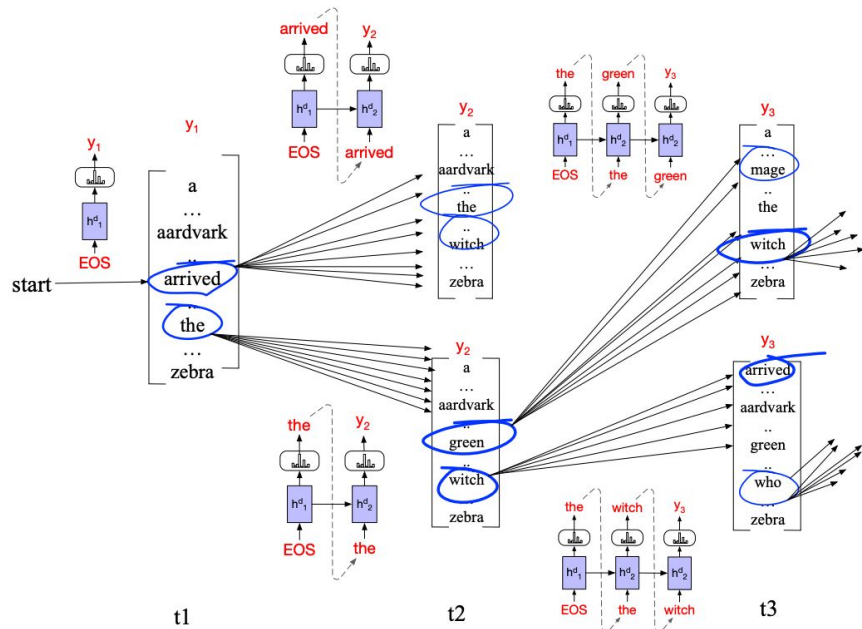 arrived y₂
hᵈ₁ hᵈ₂
EOS arrived
y₁
hᵈ₁
EOS
y₁
a
...
aardvark
..
arrived
..
the
...
zebra
start
y₂
a
...
aardvark
..
the
..
witch
...
zebra
the green y₃
hᵈ₁ hᵈ₂ hᵈ₂
EOS the green
y₃
a
...
mage
..
the
..
witch
...
zebra
y₂
a
...
aardvark
..
green
..
witch
...
zebra
y₃
arrived
...
aardvark
..
green
..
who
...
zebra
the y₂
hᵈ₁ hᵈ₂
EOS the
the witch y₃
hᵈ₁ hᵈ₂ hᵈ₂
EOS the witch
t1 t2 t3